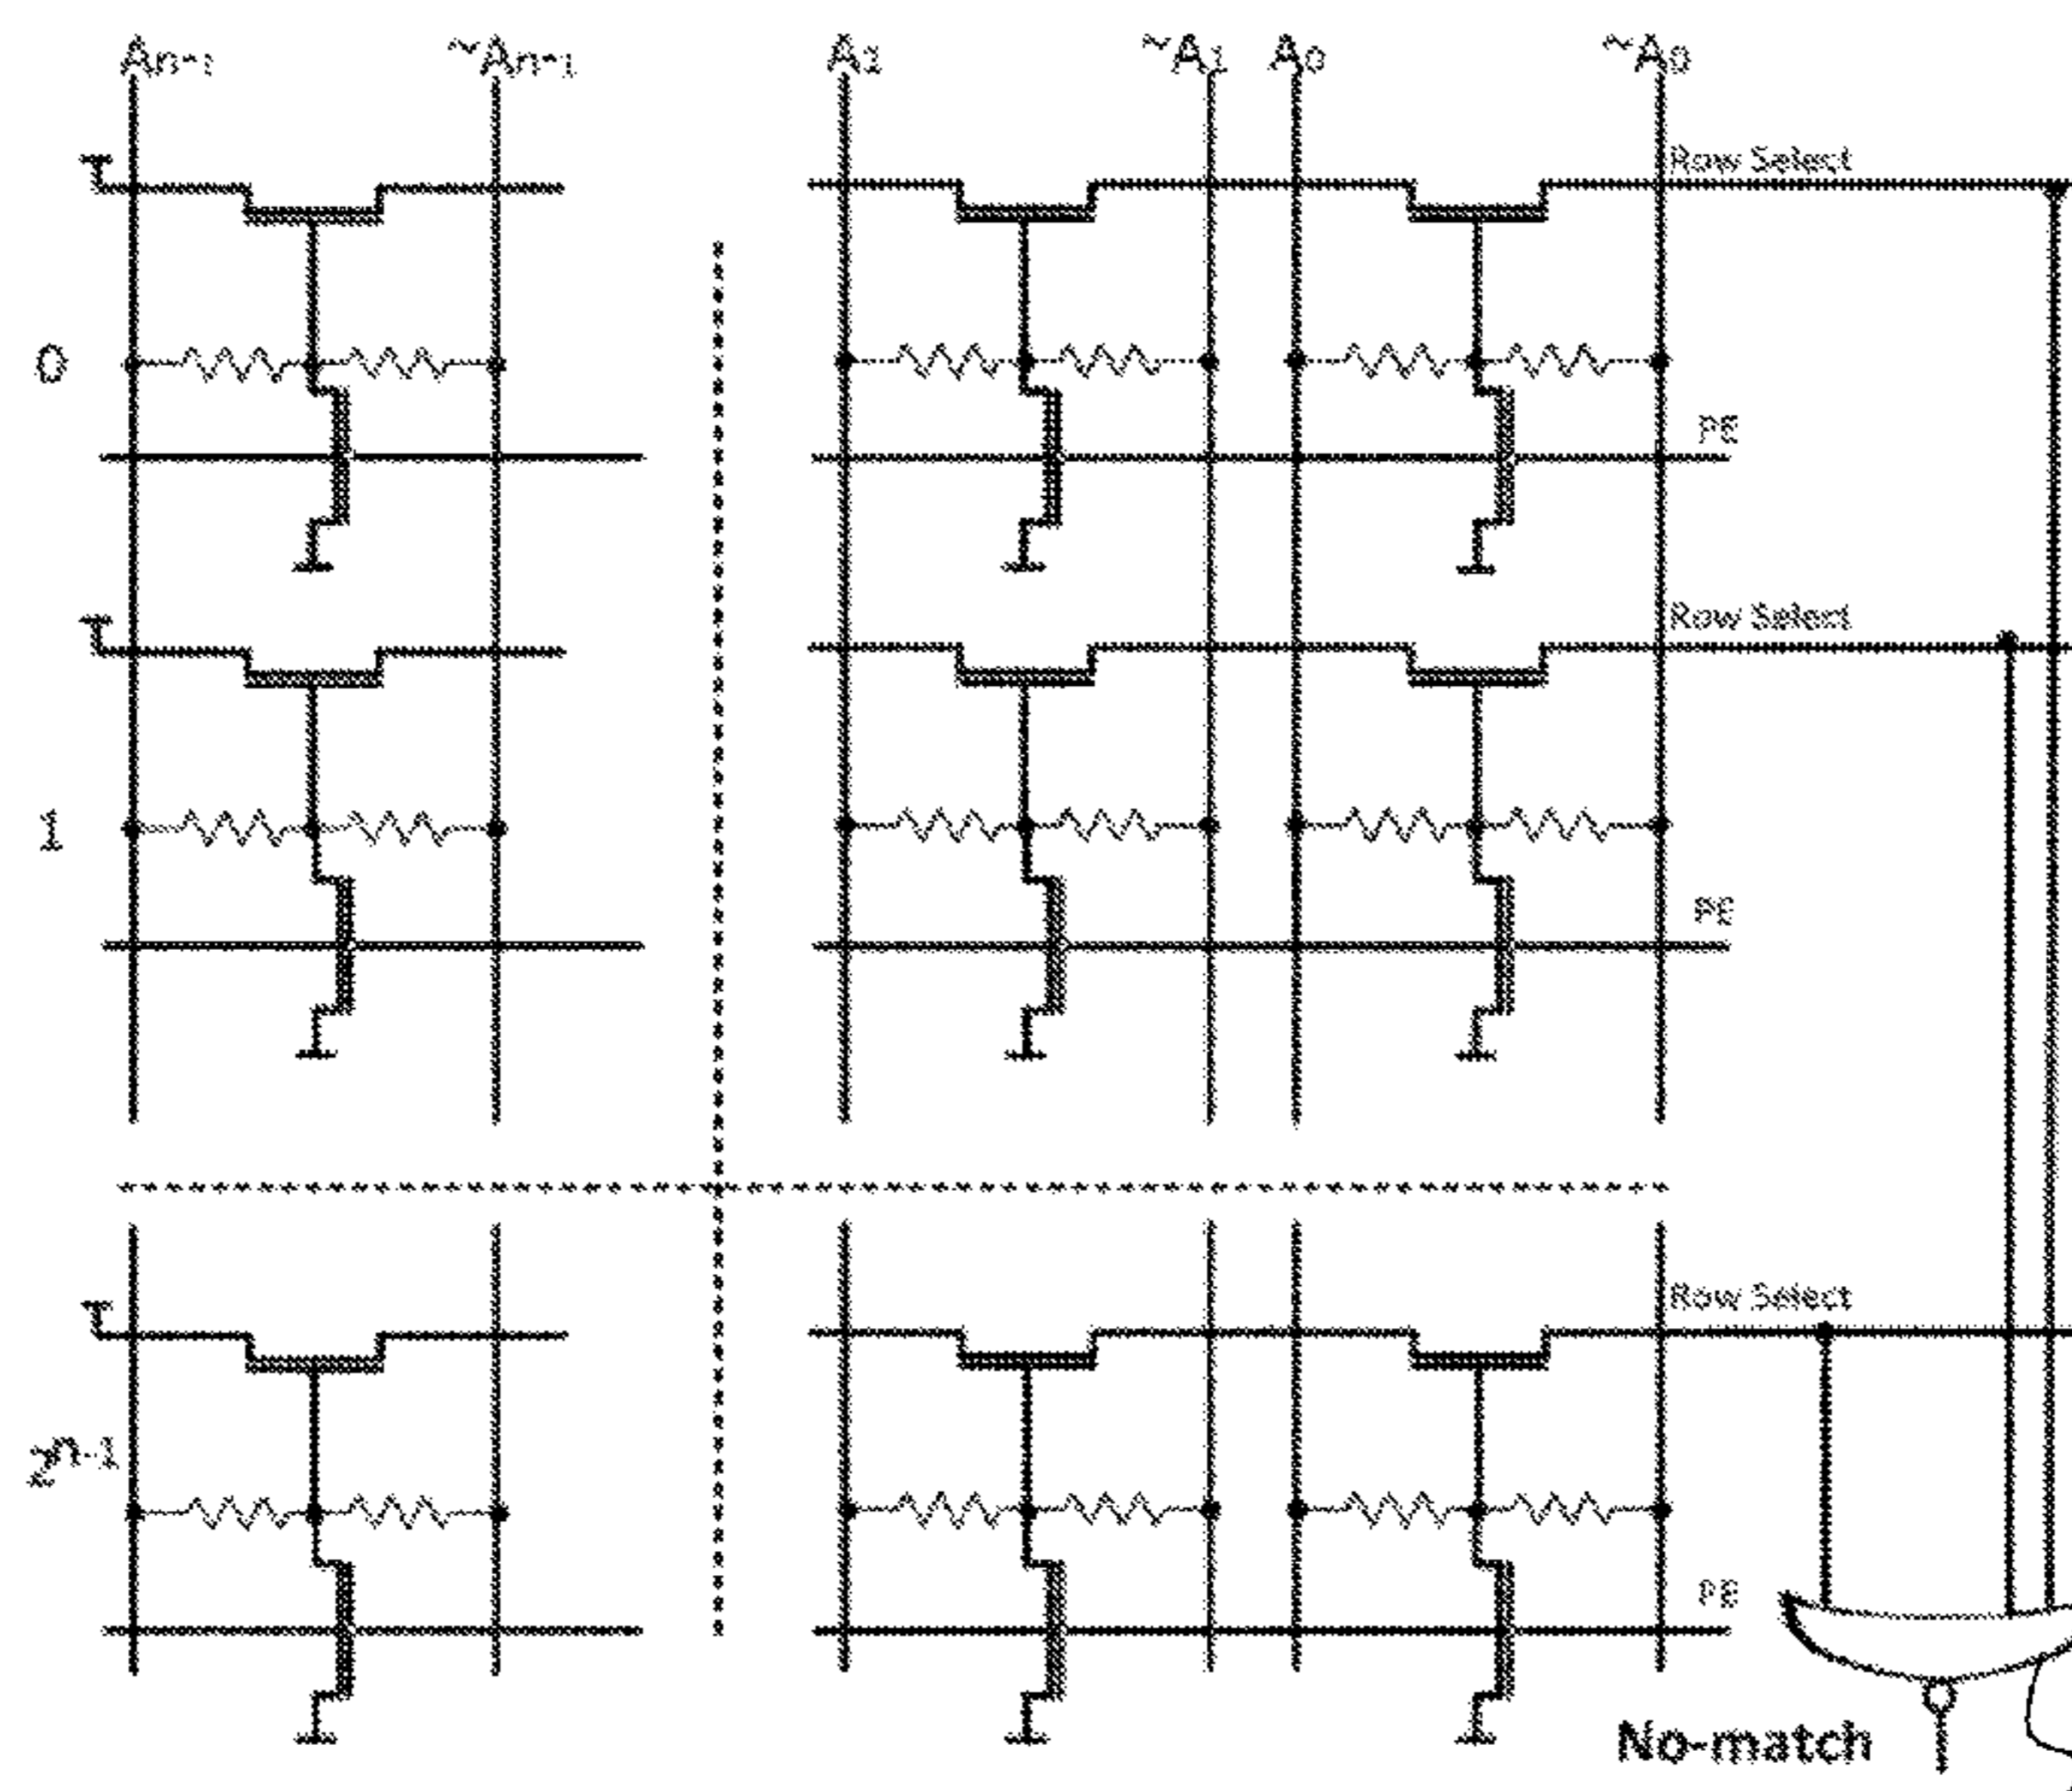 An-1 ~An-1 A1 ~A1 A0 ~A0
Row Select
0
PE
Row Select
1
PE
Row Select
2n-1
PE
No-match